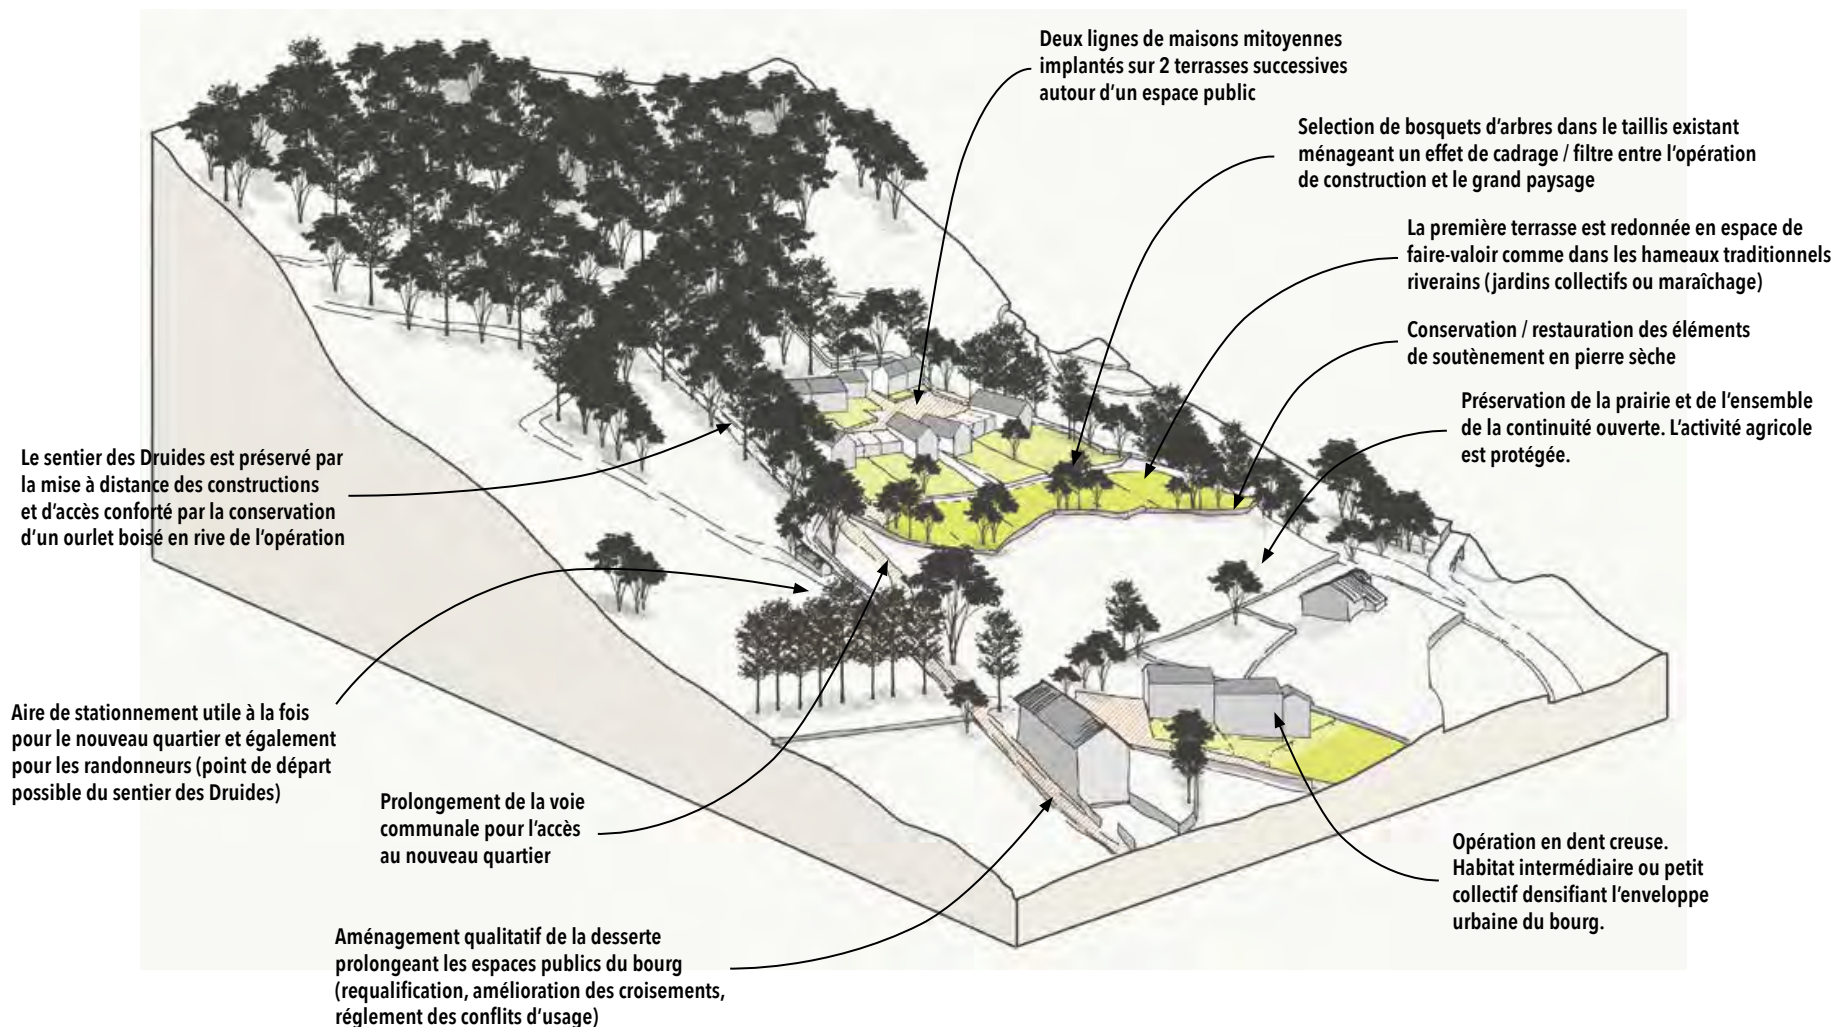 Deux lignes de maisons mitoyennes
implantés sur 2 terrasses successives
autour d'un espace public
Selection de bosquets d'arbres dans le taillis existant
ménageant un effet de cadrage / filtre entre l'opération
de construction et le grand paysage
La première terrasse est redonnée en espace de
faire-valoir comme dans les hameaux traditionnels
riverains (jardins collectifs ou maraîchage)
Conservation / restauration des éléments
de soutènement en pierre sèche
Préservation de la prairie et de l'ensemble
de la continuité ouverte. L'activité agricole
est protégée.
Le sentier des Druides est préservé par
la mise à distance des constructions
et d'accès conforté par la conservation
d'un ourlet boisé en rive de l'opération
Aire de stationnement utile à la fois
pour le nouveau quartier et également
pour les randonneurs (point de départ
possible du sentier des Druides)
Prolongement de la voie
communale pour l'accès
au nouveau quartier
Opération en dent creuse.
Habitat intermédiaire ou petit
collectif densifiant l'enveloppe
urbaine du bourg.
Aménagement qualitatif de la desserte
prolongeant les espaces publics du bourg
(requalification, amélioration des croisements,
réglement des conflits d'usage)